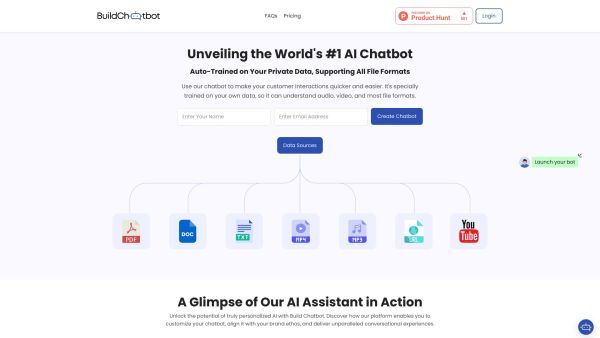 BuildChatbot
FAQs
Pricing
Product Hunt
Login
Unveiling the World's #1 AI Chatbot
Auto-Trained on Your Private Data, Supporting All File Formats
Use our chatbot to make your customer interactions quicker and easier. It's specially
trained on your own data, so it can understand audio, video, and most file formats.
Enter Your Name
Enter Email Address
Create Chatbot
Data Sources
Launch your bot
PDF
DOC
TXT
MP4
MP3
URL
You
Tube
A Glimpse of Our AI Assistant in Action
Unlock the potential of truly personalized AI with Build Chatbot. Discover how our platform enables you to
customize your chatbot, align it with your brand ethos, and deliver unparalleled conversational experiences.